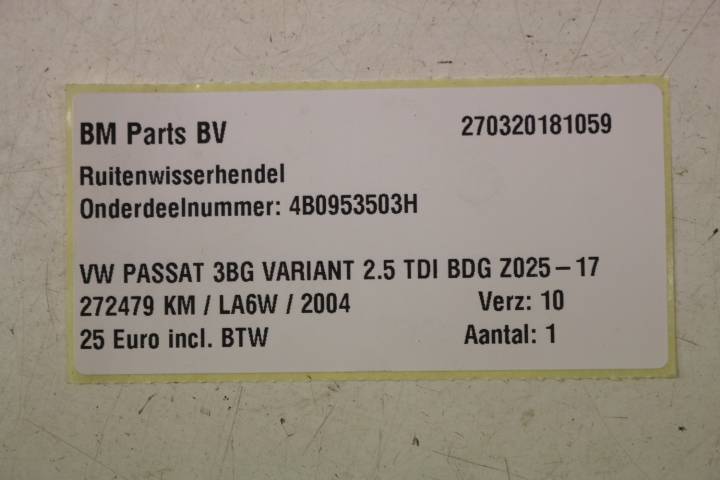 BM Parts BV 270320181059
Ruitenwisserhendel
Onderdeelnummer: 4B0953503H
VW PASSAT 3BG VARIANT 2.5 TDI BDG Z025-17
272479 KM / LA6W / 2004 Verz: 10
25 Euro incl. BTW Aantal: 1